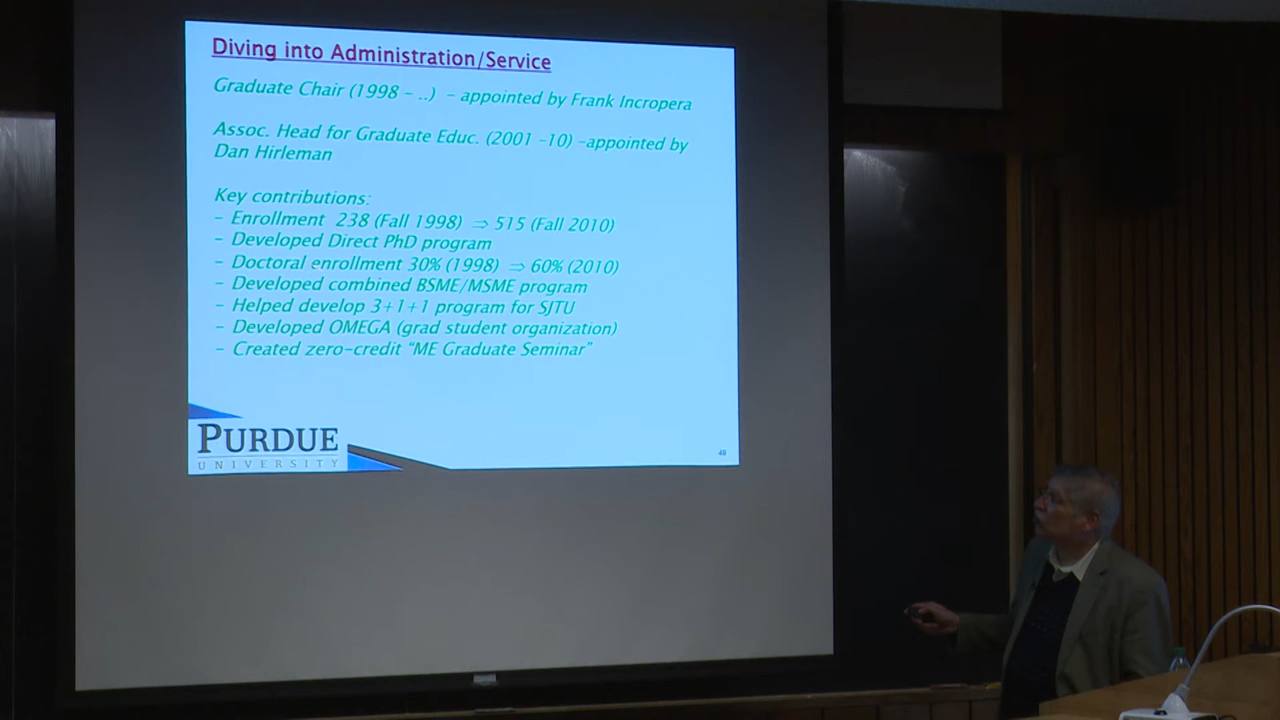 Diving into Administration/Service
Graduate Chair (1998 – ..) – appointed by Frank Incropera
Assoc. Head for Graduate Educ. (2001 –10) –appointed by
Dan Hirleman
Key contributions:
– Enrollment 238 (Fall 1998) ⇒ 515 (Fall 2010)
– Developed Direct PhD program
– Doctoral enrollment 30% (1998) ⇒ 60% (2010)
– Developed combined BSME/MSME program
– Helped develop 3+1+1 program for SJTU
– Developed OMEGA (grad student organization)
– Created zero-credit "ME Graduate Seminar"
PURDUE
UNIVERSITY
49